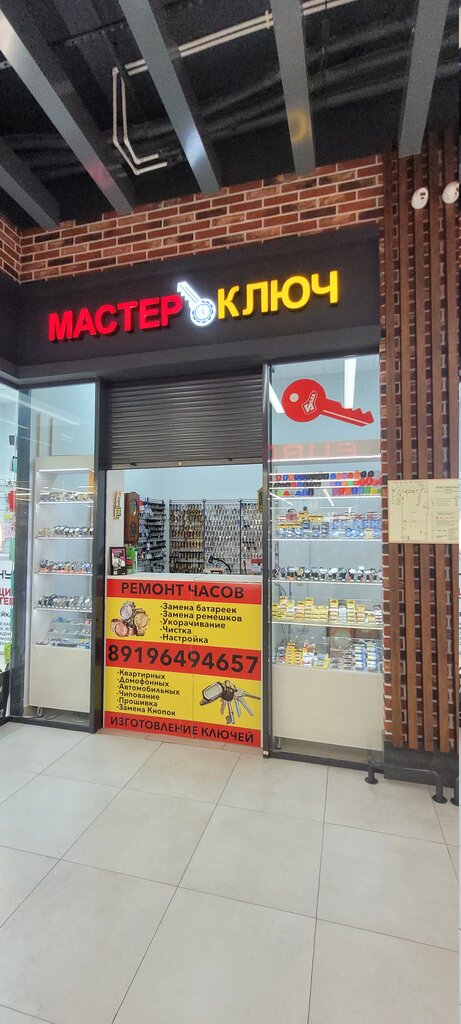 МАСТЕР КЛЮЧ
РЕМОНТ ЧАСОВ
-Замена батареек
-Замена ремешков
-Укорачивание
-Чистка
-Настройка
89196494657
-Квартирных
-Домофонных
-Автомобильных
-Чипование
-Прошивка
-Замена Кнопок
ИЗГОТОВЛЕНИЕ КЛЮЧЕЙ